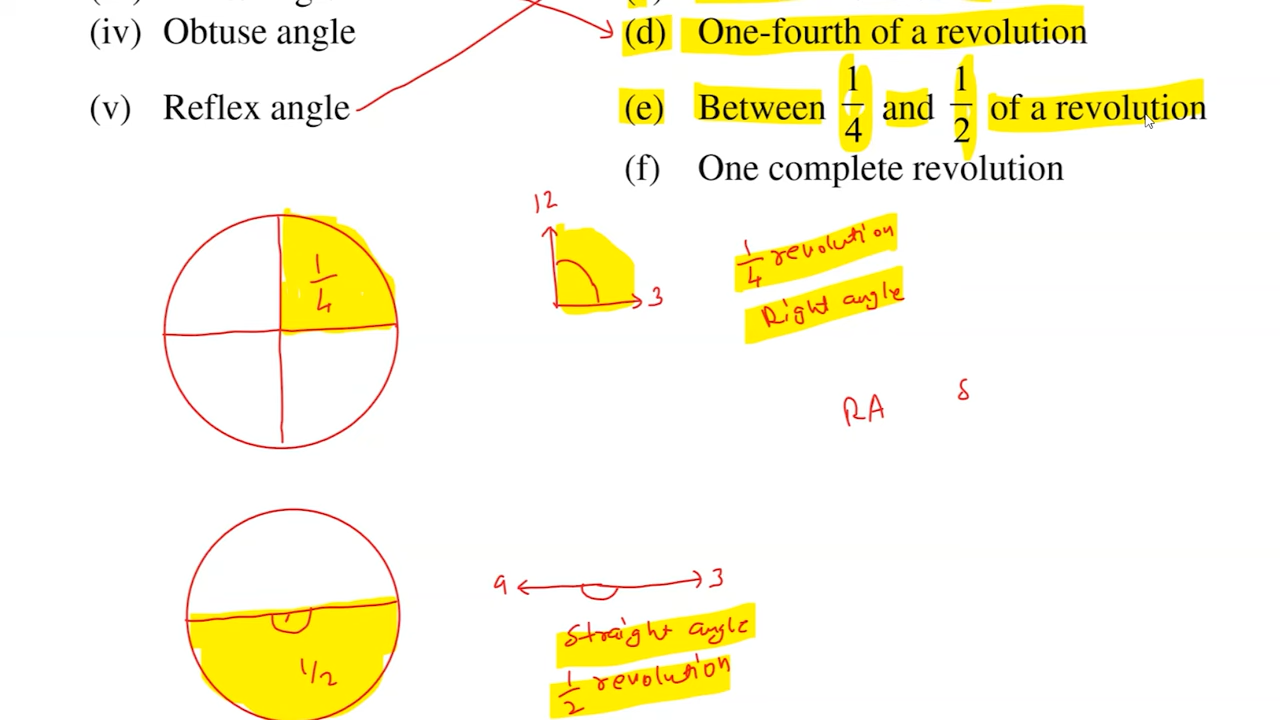 (iv) Obtuse angle
(d) One-fourth of a revolution
(v) Reflex angle
(e) Between 1/4 and 1/2 of a revolution
(f) One complete revolution
12
1/4
3
1/4 revolution
Right angle
RA
9
3
1/2
Straight angle
1/2 revolution